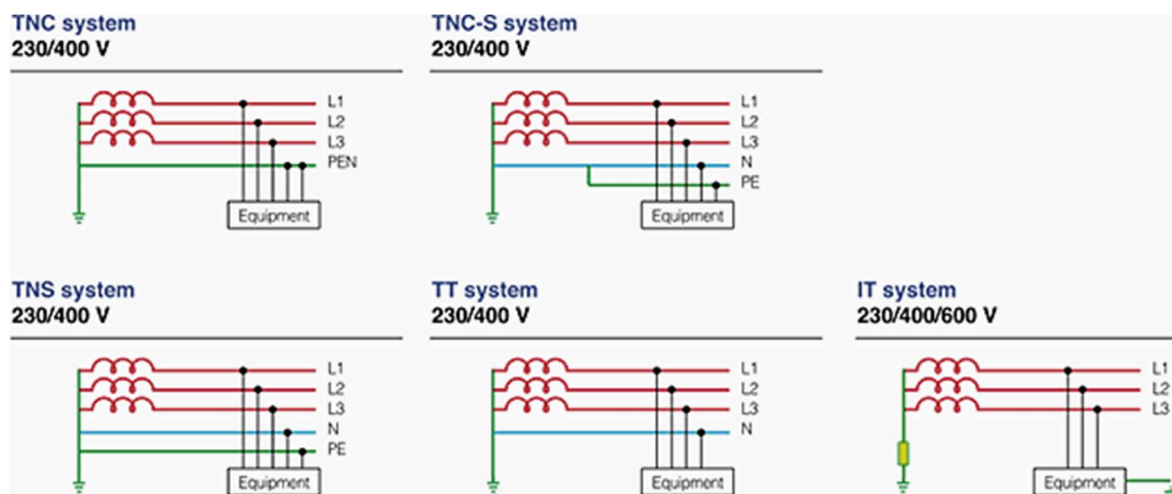 TNC system
230/400 V
L1
L2
L3
PEN
Equipment
TNC-S system
230/400 V
L1
L2
L3
N
PE
Equipment
TNS system
230/400 V
L1
L2
L3
N
PE
Equipment
TT system
230/400 V
L1
L2
L3
N
Equipment
IT system
230/400/600 V
L1
L2
L3
Equipment